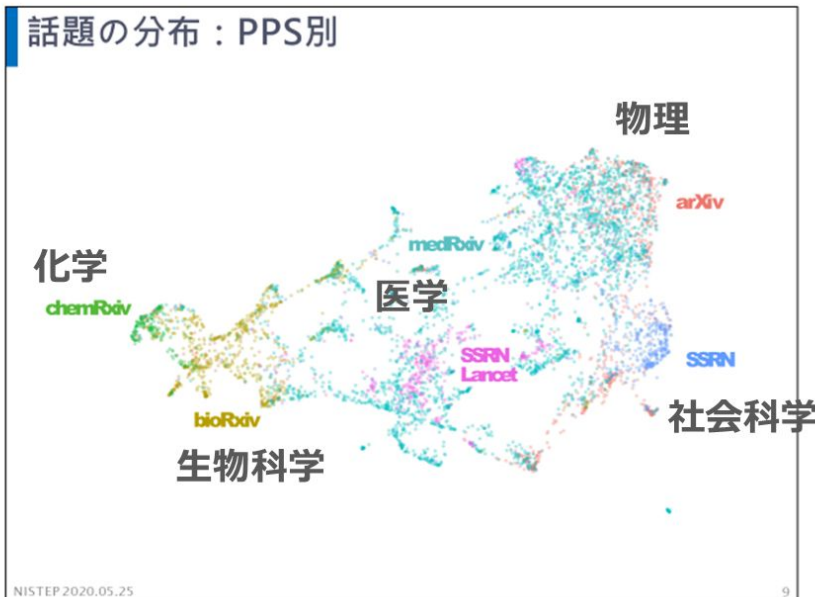 話題の分布：PPS別
物理
arXiv
medRxiv
化学
医学
chemRxiv
SSRN
Lancet
SSRN
bioRxiv
社会科学
生物科学
NISTEP 2020.05.25
9